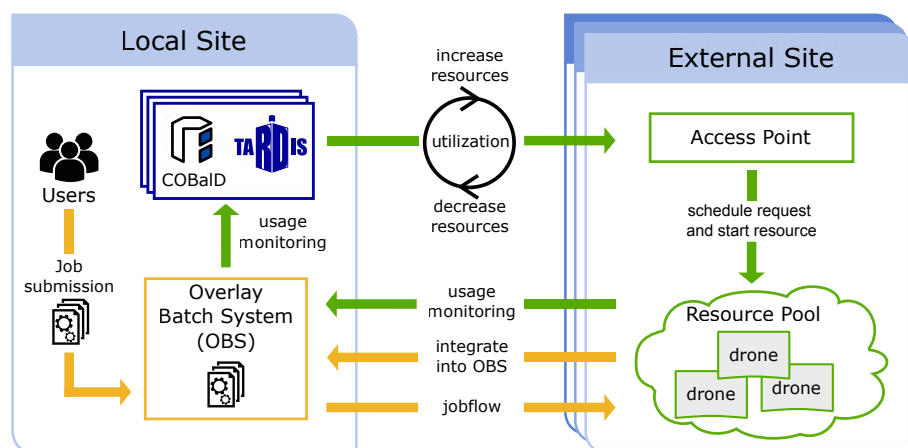 Local Site
External Site
increase
resources
utilization
decrease
resources
COBalD
TARDIS
Users
usage
monitoring
Job
submission
Overlay
Batch System
(OBS)
Access Point
schedule request
and start resource
usage
monitoring
integrate
into OBS
jobflow
Resource Pool
drone
drone
drone